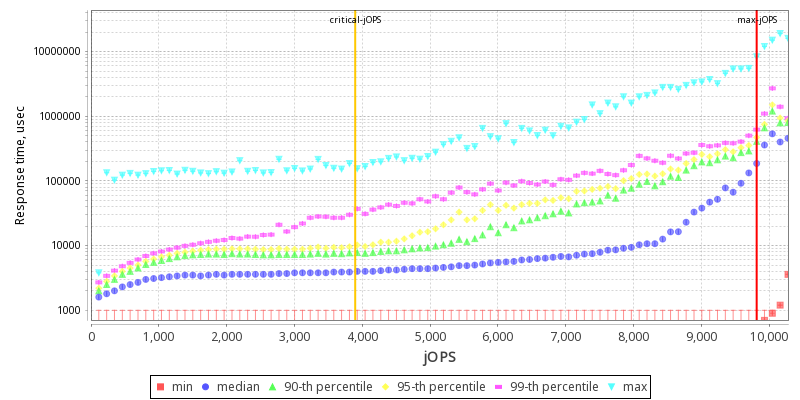 critical-jOPS max-jOPS
10000000
1000000
100000
10000
1000
Response time, usec
0 1,000 2,000 3,000 4,000 5,000 6,000 7,000 8,000 9,000 10,000
jOPS
min median 90-th percentile 95-th percentile 99-th percentile max